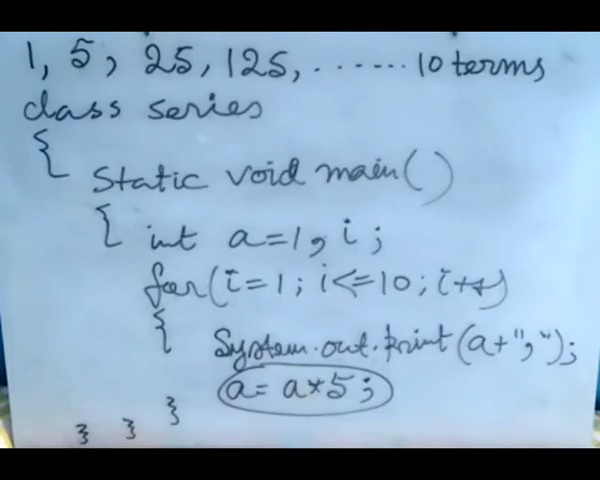 1, 5, 25, 125, ...... 10 terms
class series
{
static void main()
{ int a=1, i;
for(i=1; i<=10; i++)
{ System.out.print(a+",");
a=a*5;
}
} }